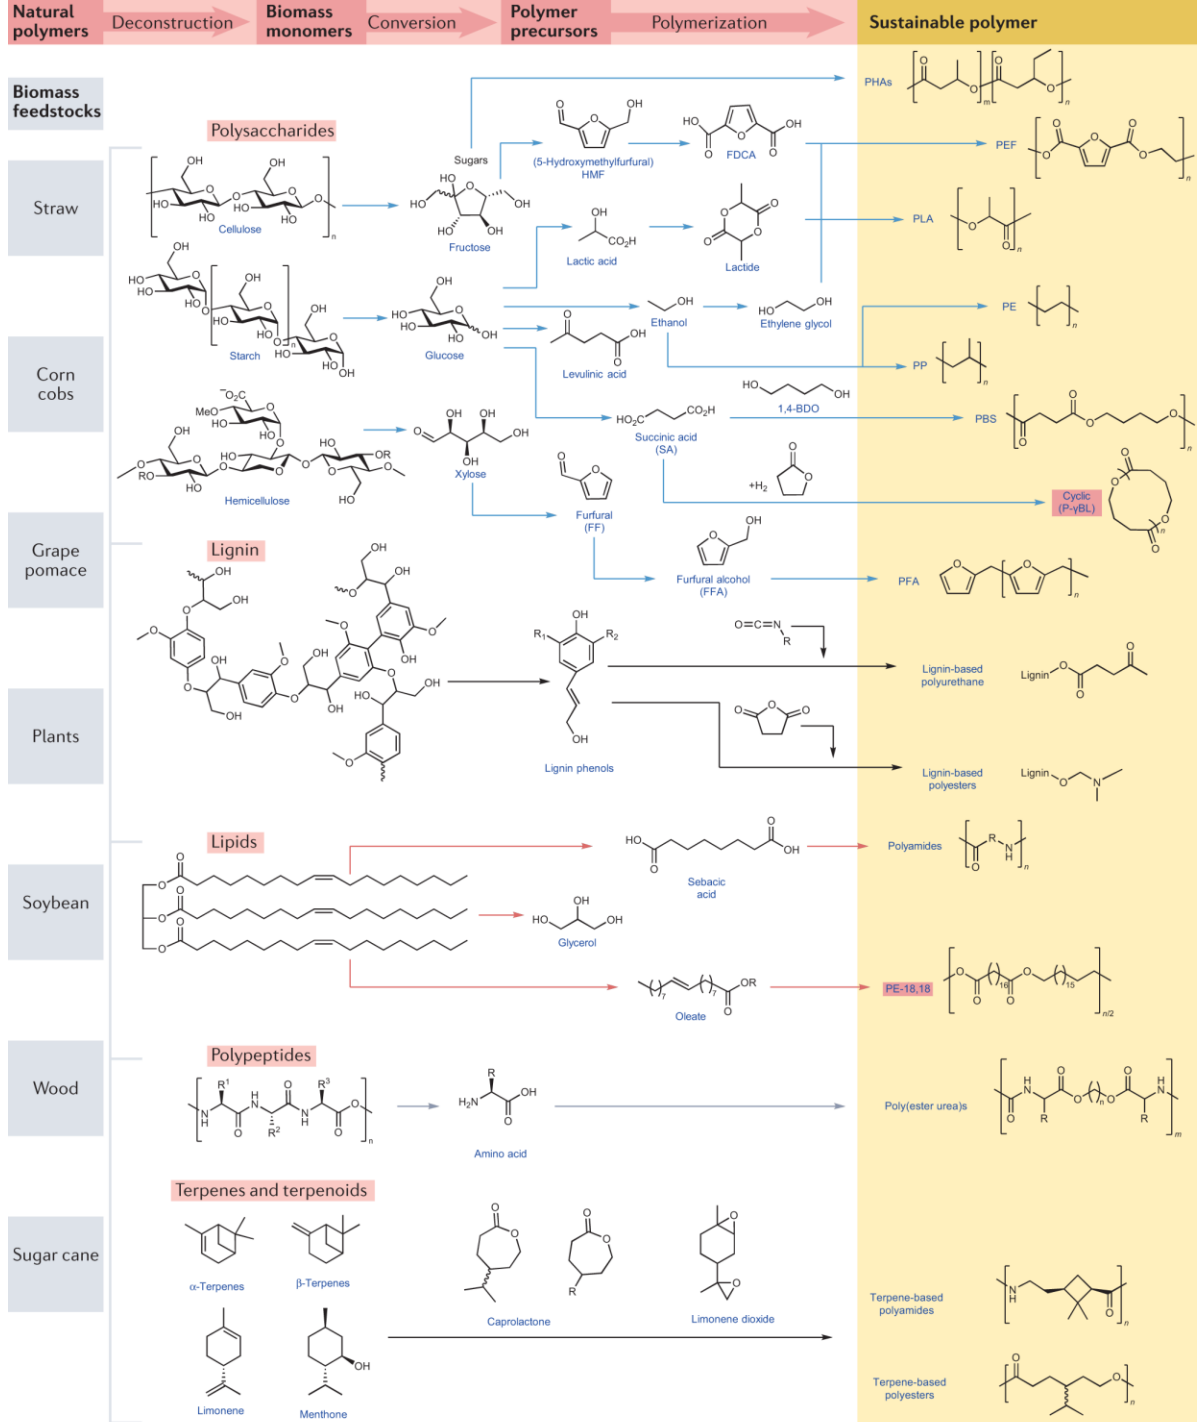 Natural polymers
Deconstruction
Biomass monomers
Conversion
Polymer precursors
Polymerization
Sustainable polymer
Biomass feedstocks
Straw
Corn cobs
Grape pomace
Plants
Soybean
Wood
Sugar cane
Polysaccharides
Cellulose
Starch
Hemicellulose
Sugars
Fructose
Glucose
Xylose
(5-Hydroxymethylfurfural)
HMF
FDCA
Lactic acid
Lactide
Ethanol
Ethylene glycol
Levulinic acid
1,4-BDO
Succinic acid
(SA)
+H₂
Furfural
(FF)
Furfural alcohol
(FFA)
PHAs
PEF
PLA
PE
PP
PBS
Cyclic
(P-γBL)
PFA
Lignin
Lignin phenols
Lignin-based
polyurethane
Lignin
Lignin-based
polyesters
Lignin
Lipids
Sebacic
acid
Glycerol
Oleate
Polyamides
PE-18,18
Polypeptides
Amino acid
Poly(ester urea)s
Terpenes and terpenoids
α-Terpenes
β-Terpenes
Limonene
Menthone
Caprolactone
Limonene dioxide
Terpene-based
polyamides
Terpene-based
polyesters